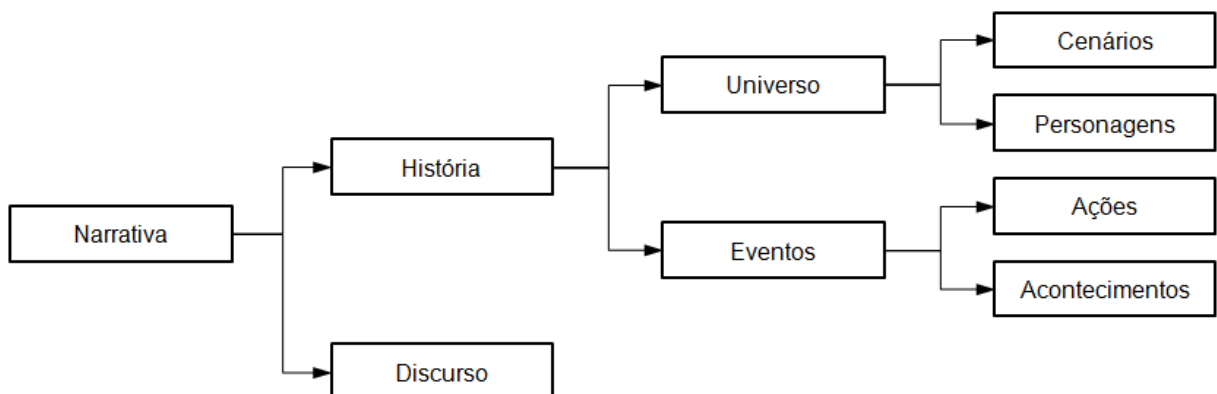 Narrativa
História
Discurso
Universo
Eventos
Cenários
Personagens
Ações
Acontecimentos